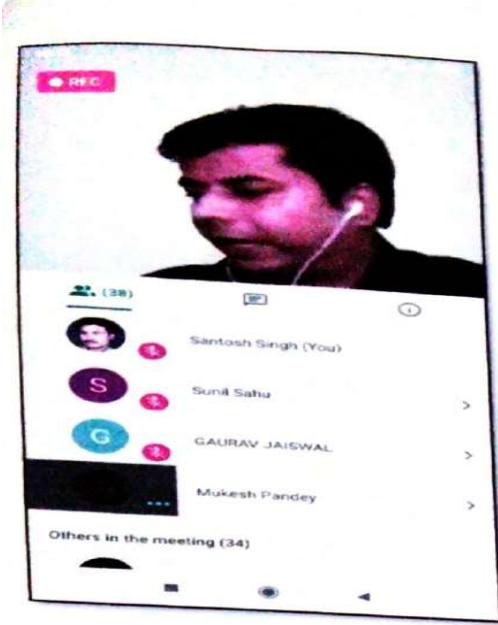 REC
(38)
Santosh Singh (You)
S
Sunil Sahu
G
GAURAV JAISWAL
Mukesh Pandey
Others in the meeting (34)